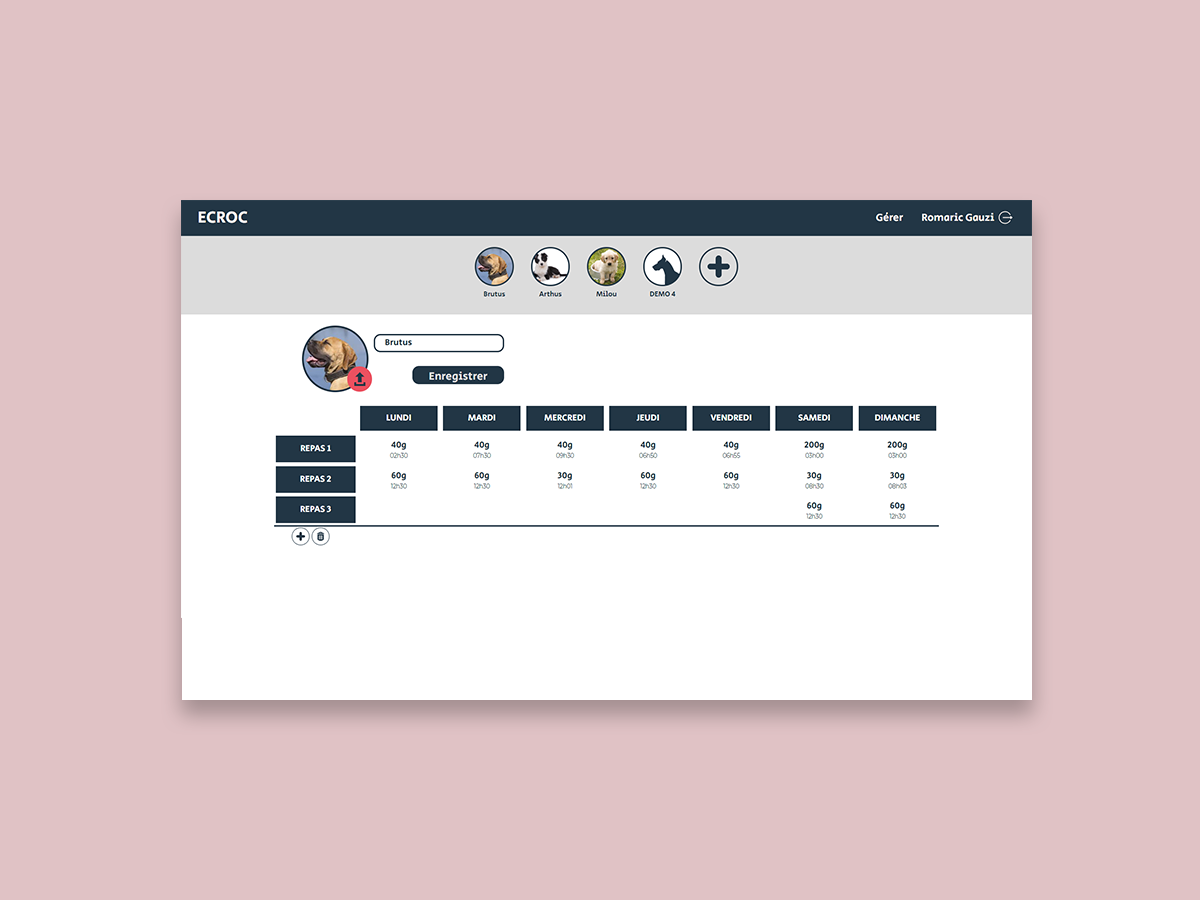 ECROC
Gérer Romaric Gauzi
Brutus Arthus Milou DEMO 4
Brutus
Enregistrer
LUNDI MARDI MERCREDI JEUDI VENDREDI SAMEDI DIMANCHE
REPAS 1 40g 40g 40g 40g 40g 200g 200g
02h30 07h30 09h30 06h50 06h55 03h00 03h00
REPAS 2 60g 60g 30g 60g 60g 30g 30g
12h30 12h30 12h01 12h30 12h30 08h30 08h03
REPAS 3 60g 60g
12h30 12h30